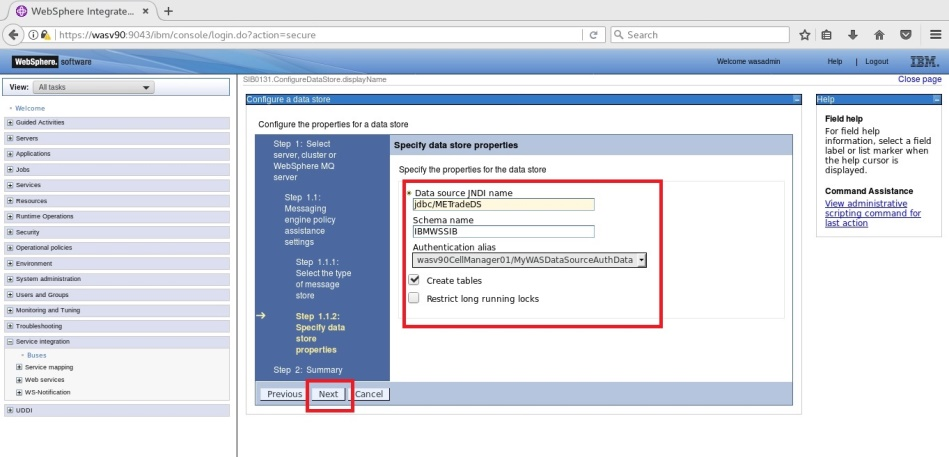 WebSphere Integrate...
https://wasv90:9043/ibm/console/login.do?action=secure
Search
WebSphere. software
Welcome wasadmin
Help | Logout
IBM.
View: All tasks
Welcome
Guided Activities
Servers
Applications
Jobs
Services
Resources
Runtime Operations
Security
Operational policies
Environment
System administration
Users and Groups
Monitoring and Tuning
Troubleshooting
Service integration
Buses
Service mapping
Web services
WS-Notification
UDDI
SIB0131.ConfigureDataStore.displayName
Close page
Configure a data store
Configure the properties for a data store
Step 1: Select
server, cluster or
WebSphere MQ
server
Step 1.1:
Messaging
engine policy
assistance
settings
Step 1.1.1:
Select the type
of message
store
Step 1.1.2:
Specify data
store
properties
Step 2: Summary
Specify data store properties
Specify the properties for the data store
* Data source JNDI name
jdbc/METradeDS
Schema name
IBMWSSIB
Authentication alias
wasv90CellManager01/MyWASDataSourceAuthData
Create tables
Restrict long running locks
Previous Next Cancel
Help
Field help
For field help
information, select a field
label or list marker when
the help cursor is
displayed.
Command Assistance
View administrative
scripting command for
last action